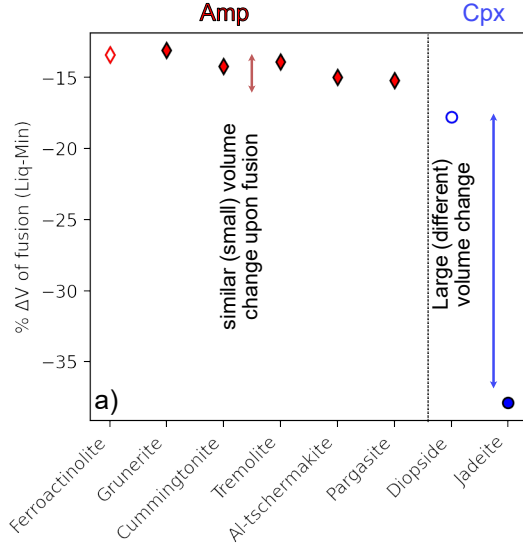 Amp
Cpx
% ΔV of fusion (Liq-Min)
−15
−20
−25
−30
−35
similar (small) volume
change upon fusion
Large (different)
volume change
a)
Ferroactinolite
Grunerite
Cummingtonite
Tremolite
Al-tschermakite
Pargasite
Diopside
Jadeite